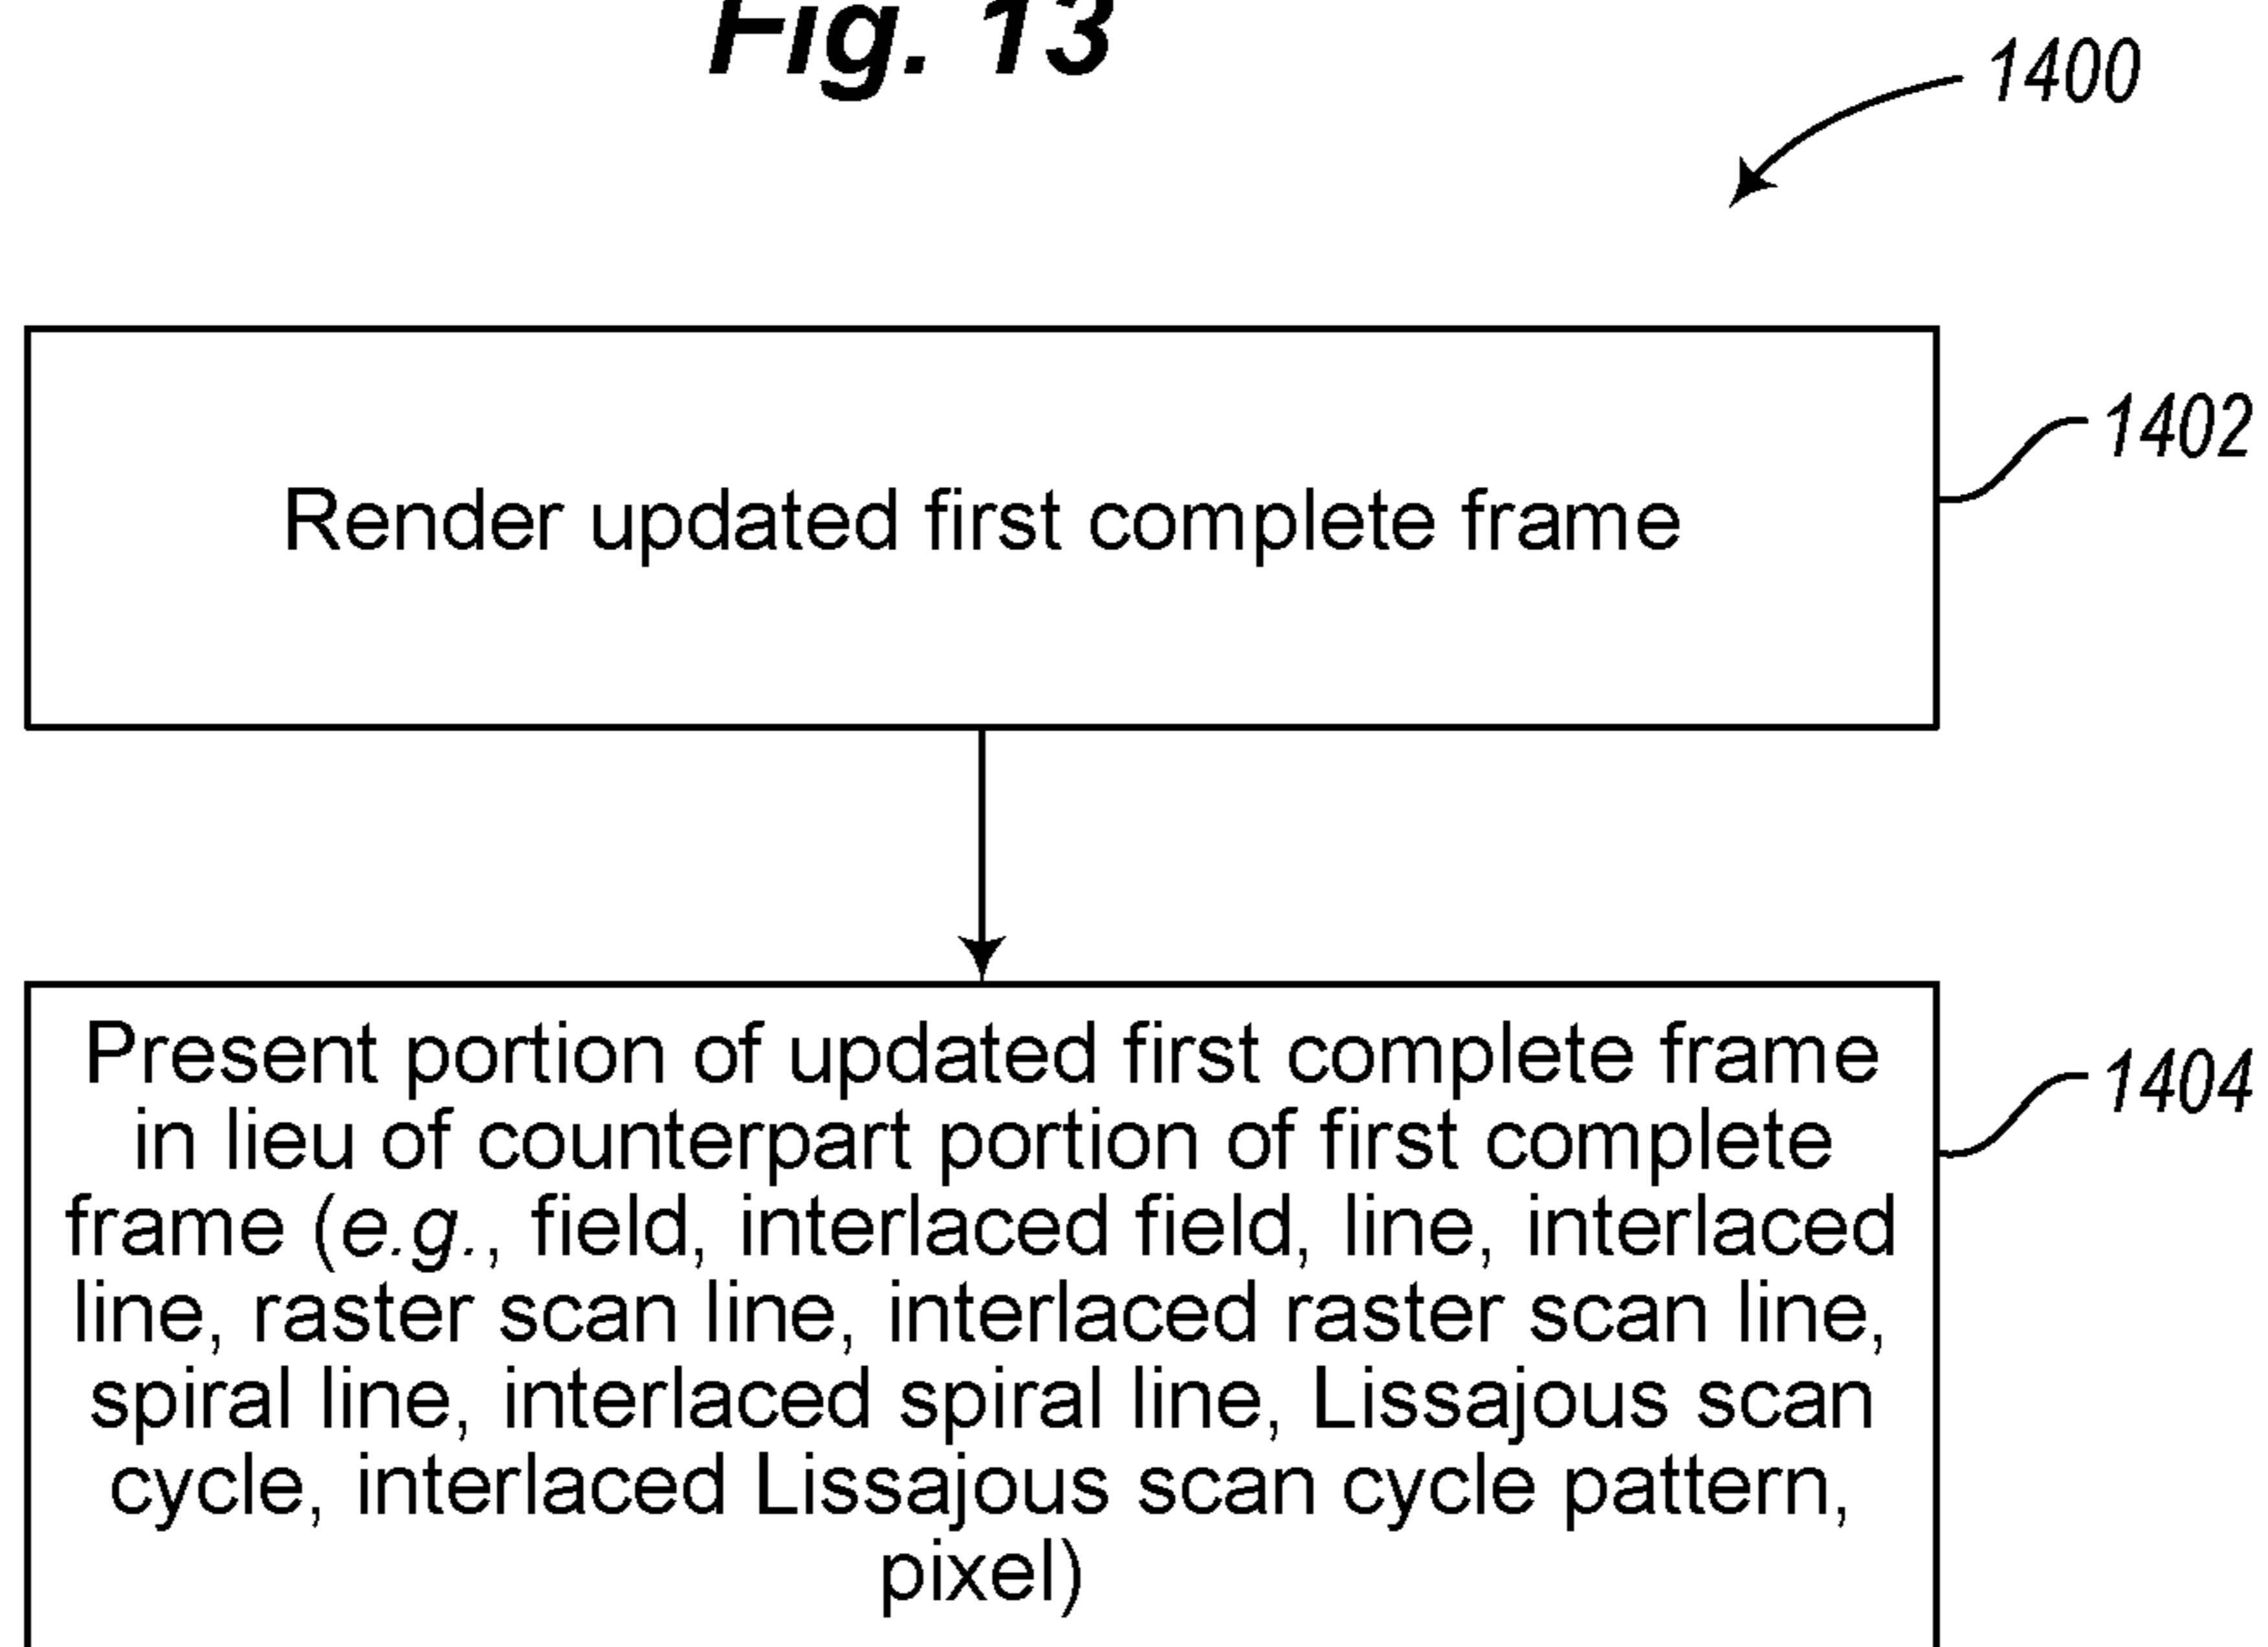 Fig. 13
1400
1402
Render updated first complete frame
1404
Present portion of updated first complete frame
in lieu of counterpart portion of first complete
frame (e.g., field, interlaced field, line, interlaced
line, raster scan line, interlaced raster scan line,
spiral line, interlaced spiral line, Lissajous scan
cycle, interlaced Lissajous scan cycle pattern,
pixel)